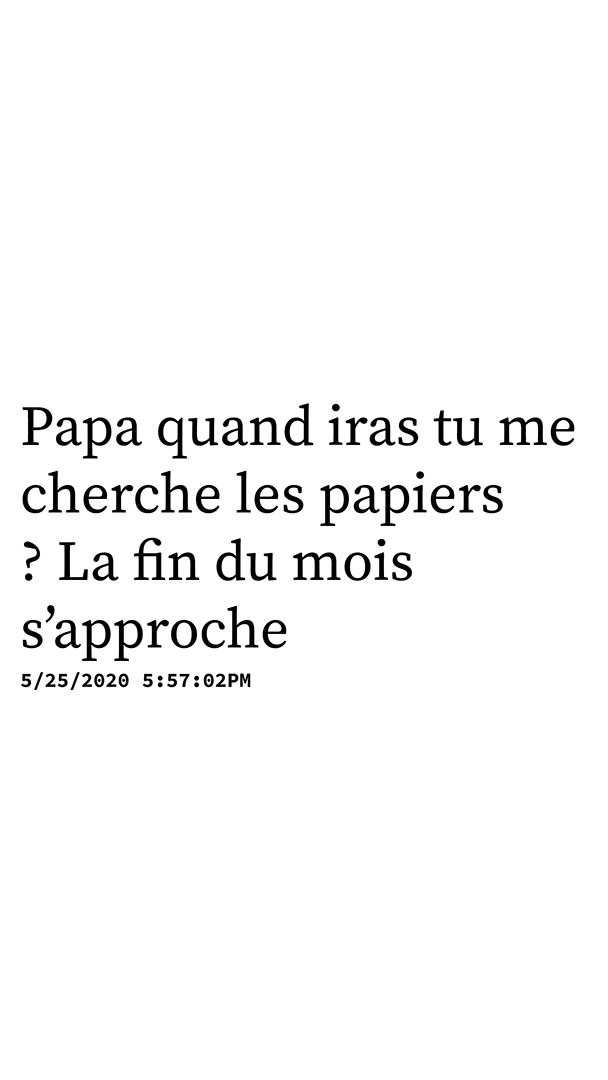 Papa quand iras tu me
cherche les papiers
? La fin du mois
s’approche
5/25/2020 5:57:02PM